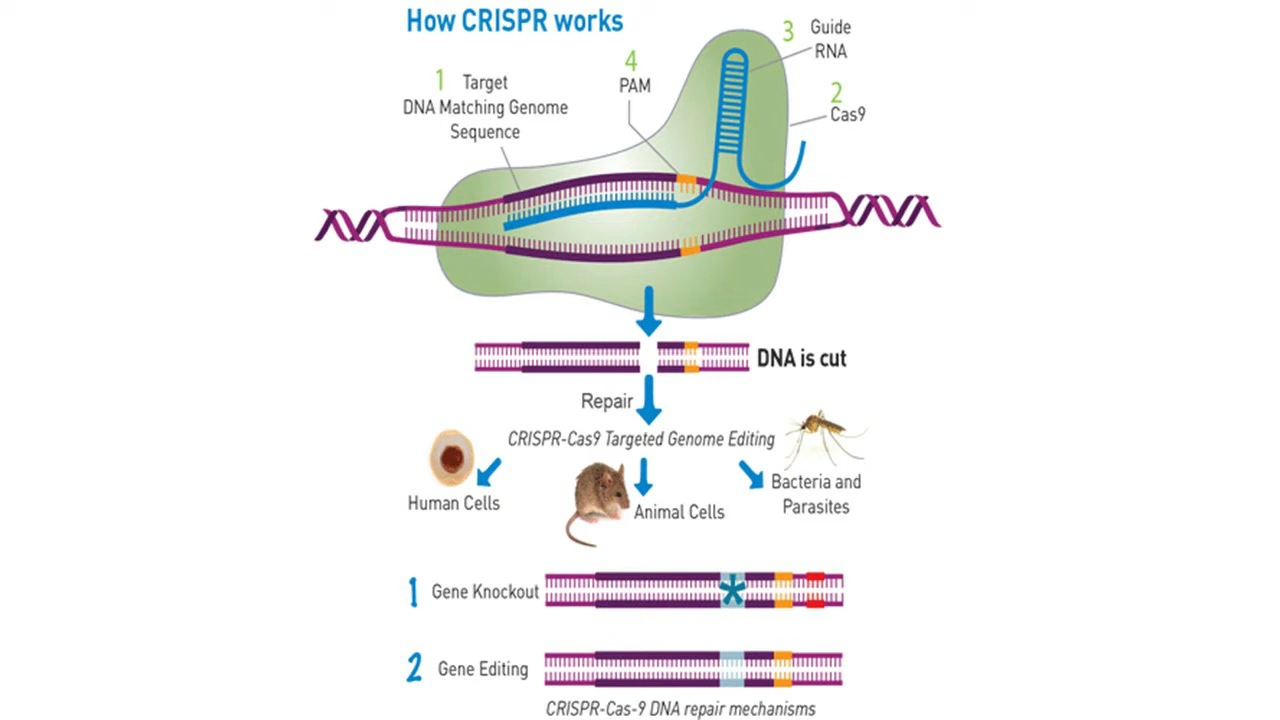 How CRISPR works
3 Guide
RNA
4
PAM
1 Target
DNA Matching Genome
Sequence
2
Cas9
DNA is cut
Repair
CRISPR-Cas9 Targeted Genome Editing
Human Cells
Animal Cells
Bacteria and
Parasites
1 Gene Knockout
*
2 Gene Editing
CRISPR-Cas-9 DNA repair mechanisms